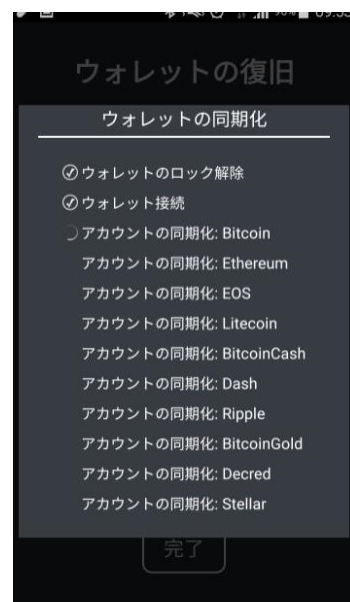 ウォレットの復旧
ウォレットの同期化
ウォレットのロック解除
ウォレット接続
アカウントの同期化: Bitcoin
アカウントの同期化: Ethereum
アカウントの同期化: EOS
アカウントの同期化: Litecoin
アカウントの同期化: BitcoinCash
アカウントの同期化: Dash
アカウントの同期化: Ripple
アカウントの同期化: BitcoinGold
アカウントの同期化: Decred
アカウントの同期化: Stellar
完了